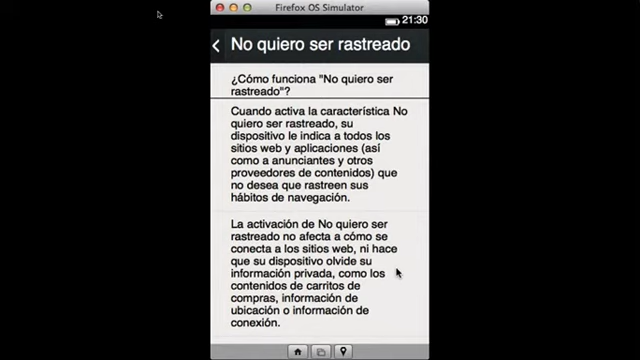 Firefox OS Simulator
21:30
No quiero ser rastreado
¿Cómo funciona "No quiero ser
rastreado"?
Cuando activa la característica No
quiero ser rastreado, su
dispositivo le indica a todos los
sitios web y aplicaciones (así
como a anunciantes y otros
proveedores de contenidos) que
no desea que rastreen sus
hábitos de navegación.
La activación de No quiero ser
rastreado no afecta a cómo se
conecta a los sitios web, ni hace
que su dispositivo olvide su
información privada, como los
contenidos de carritos de
compras, información de
ubicación o información de
conexión.